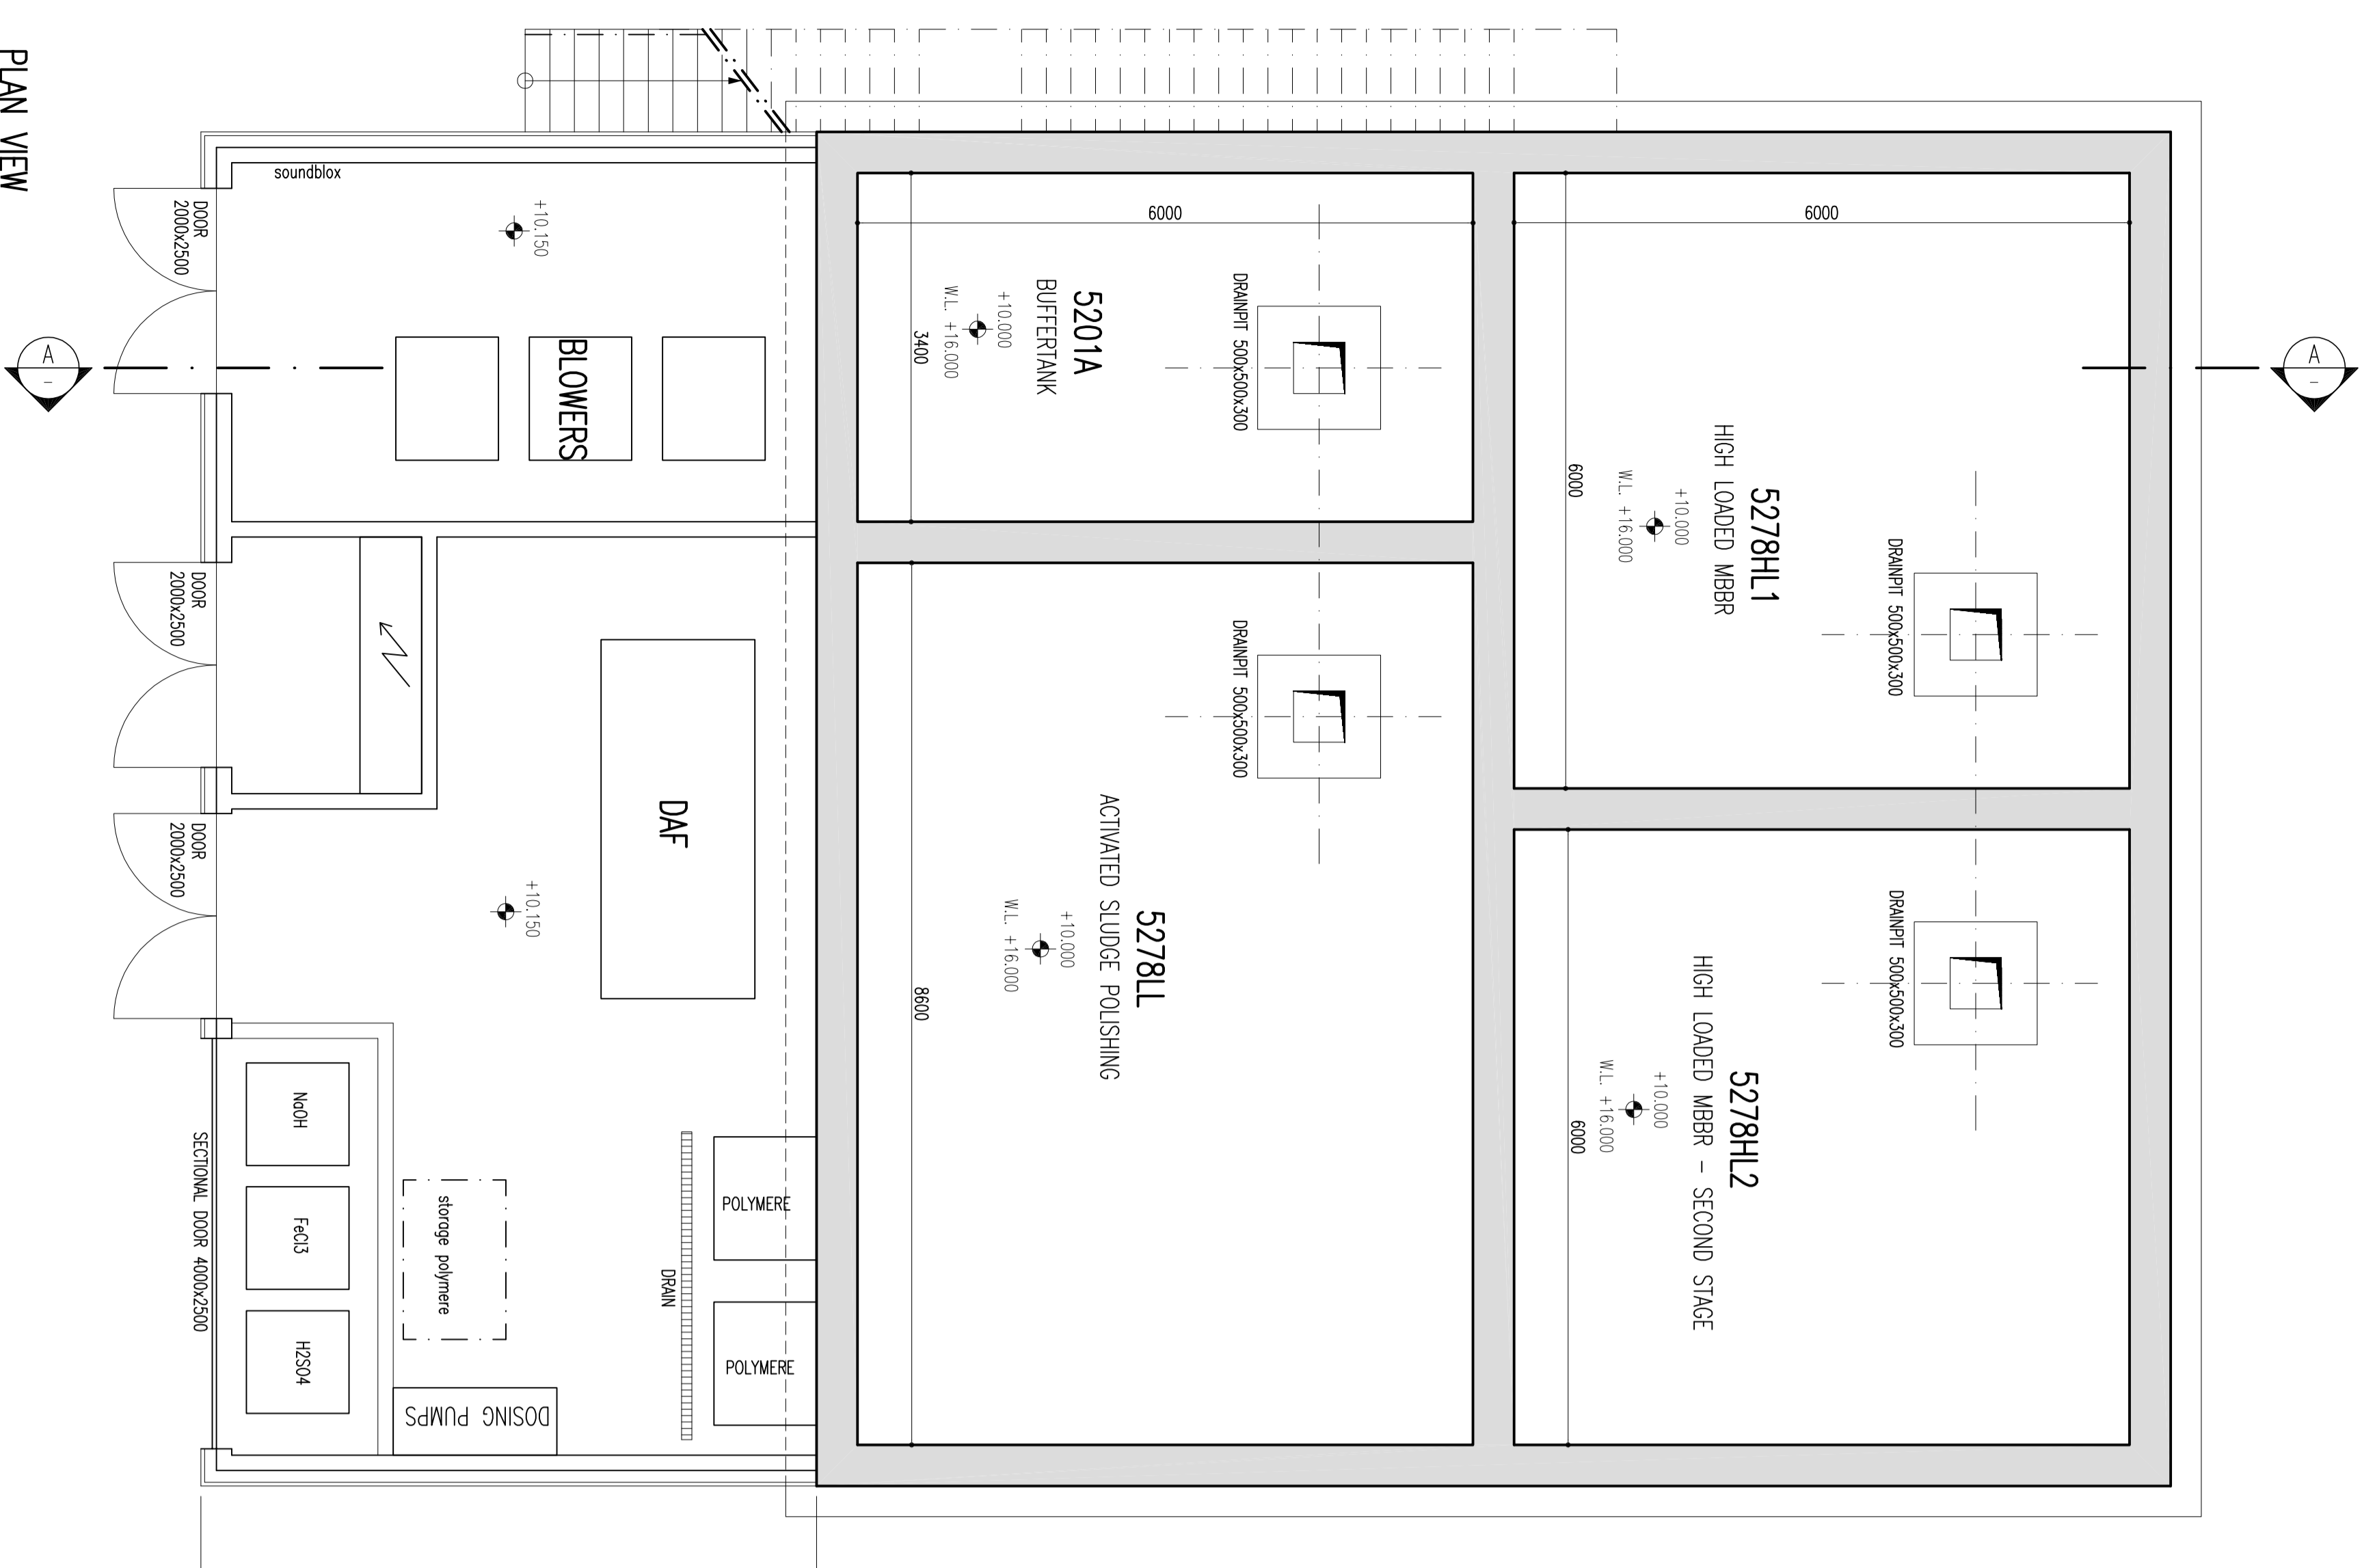 PLAN VIEW
soundblox
DOOR
2000x2500
+10.150
BLOWERS
A
-
DOOR
2000x2500
DAF
DOOR
2000x2500
+10.150
NaOH
FeCl3
H2SO4
SECTIONAL DOOR 4000x2500
storage polymere
DOSING PUMPS
DRAIN
POLYMERE
POLYMERE
6000
3400
5201A
BUFFERTANK
+10.000
W.L. +16.000
DRAINPIT 500x500x300
DRAINPIT 500x500x300
5278LL
ACTIVATED SLUDGE POLISHING
+10.000
W.L. +16.000
8600
6000
6000
5278HL1
HIGH LOADED MBBR
+10.000
W.L. +16.000
DRAINPIT 500x500x300
DRAINPIT 500x500x300
5278HL2
HIGH LOADED MBBR - SECOND STAGE
+10.000
W.L. +16.000
6000
A
-